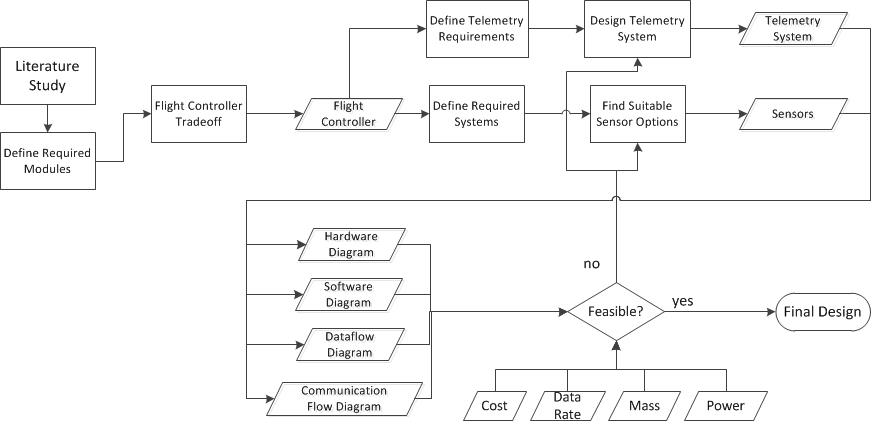 Define Telemetry
Requirements
Design Telemetry
System
Telemetry
System
Literature
Study
Flight Controller
Tradeoff
Flight
Controller
Define Required
Systems
Find Suitable
Sensor Options
Sensors
Define Required
Modules
Hardware
Diagram
Software
Diagram
Dataflow
Diagram
Communication
Flow Diagram
no
Feasible?
yes
Final Design
Cost
Data
Rate
Mass
Power